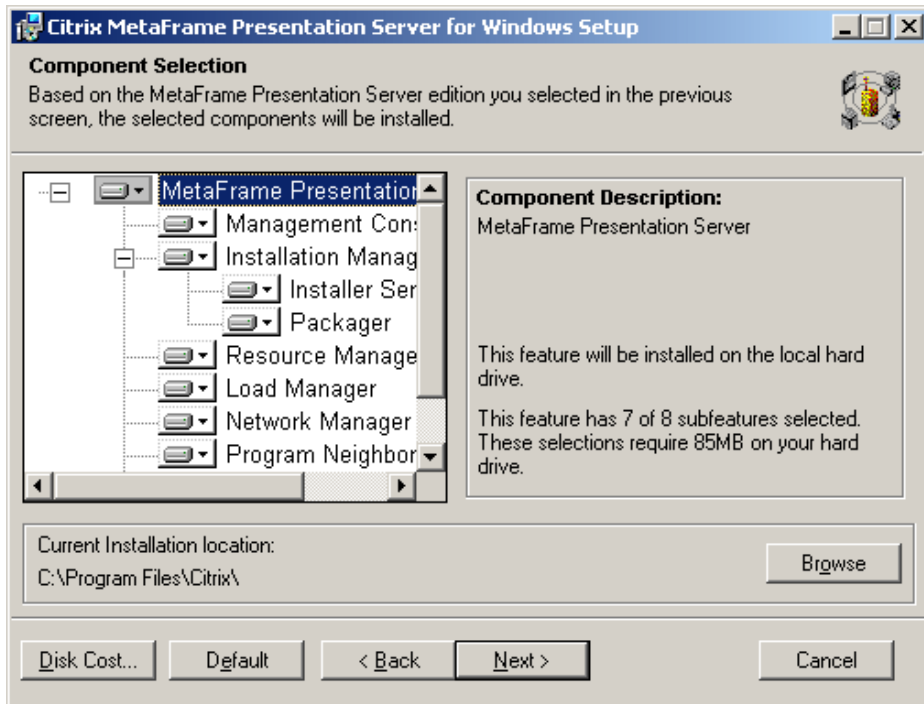 Citrix MetaFrame Presentation Server for Windows Setup
Component Selection
Based on the MetaFrame Presentation Server edition you selected in the previous
screen, the selected components will be installed.
MetaFrame Presentation
Management Con
Installation Manag
Installer Ser
Packager
Resource Manage
Load Manager
Network Manager
Program Neighbor
Component Description:
MetaFrame Presentation Server
This feature will be installed on the local hard
drive.
This feature has 7 of 8 subfeatures selected.
These selections require 85MB on your hard
drive.
Current Installation location:
C:\Program Files\Citrix\
Browse
Disk Cost...
Default
< Back
Next >
Cancel